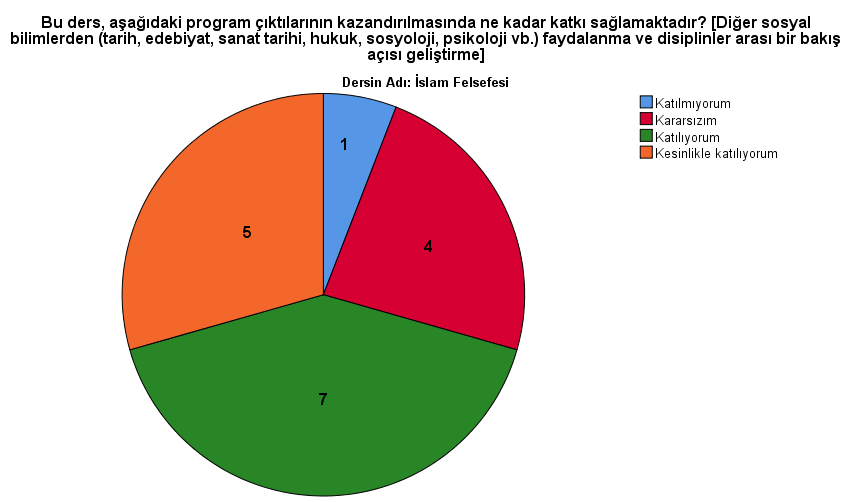 Bu ders, aşağıdaki program çıktılarının kazandırılmasında ne kadar katkı sağlamaktadır? [Diğer sosyal
bilimlerden (tarih, edebiyat, sanat tarihi, hukuk, sosyoloji, psikoloji vb.) faydalanma ve disiplinler arası bir bakış
açısı geliştirme]
Dersin Adı: İslam Felsefesi
Katılmıyorum
Kararsızım
Katılıyorum
Kesinlikle katılıyorum
1
4
5
7